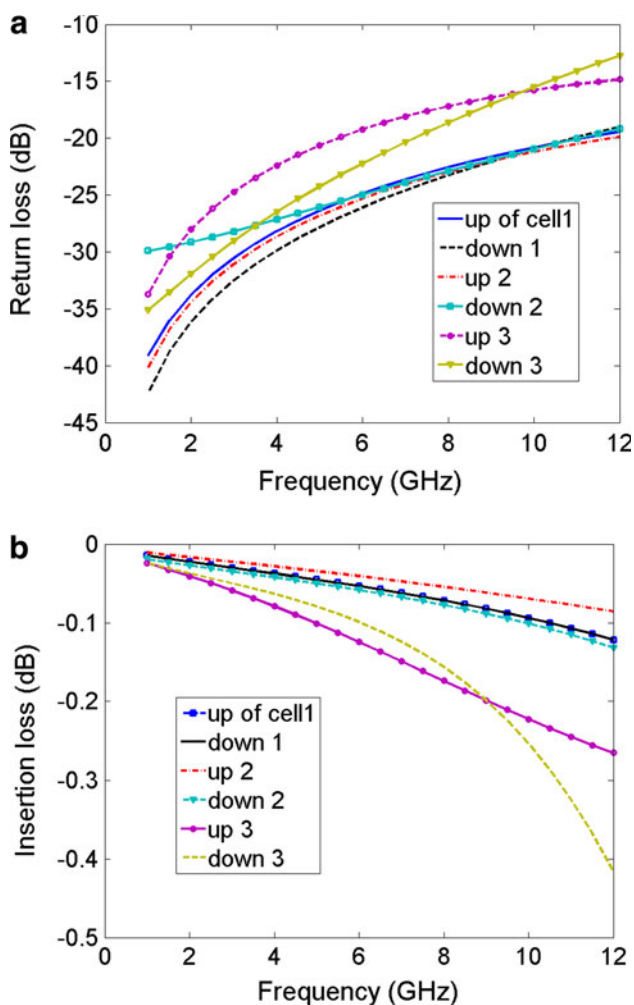 a
-10
-15
-20
-25
-30
-35
-40
-45
Return loss (dB)
up of cell1
down 1
up 2
down 2
up 3
down 3
0 2 4 6 8 10 12
Frequency (GHz)
b
0
-0.1
-0.2
-0.3
-0.4
-0.5
Insertion loss (dB)
up of cell1
down 1
up 2
down 2
up 3
down 3
0 2 4 6 8 10 12
Frequency (GHz)